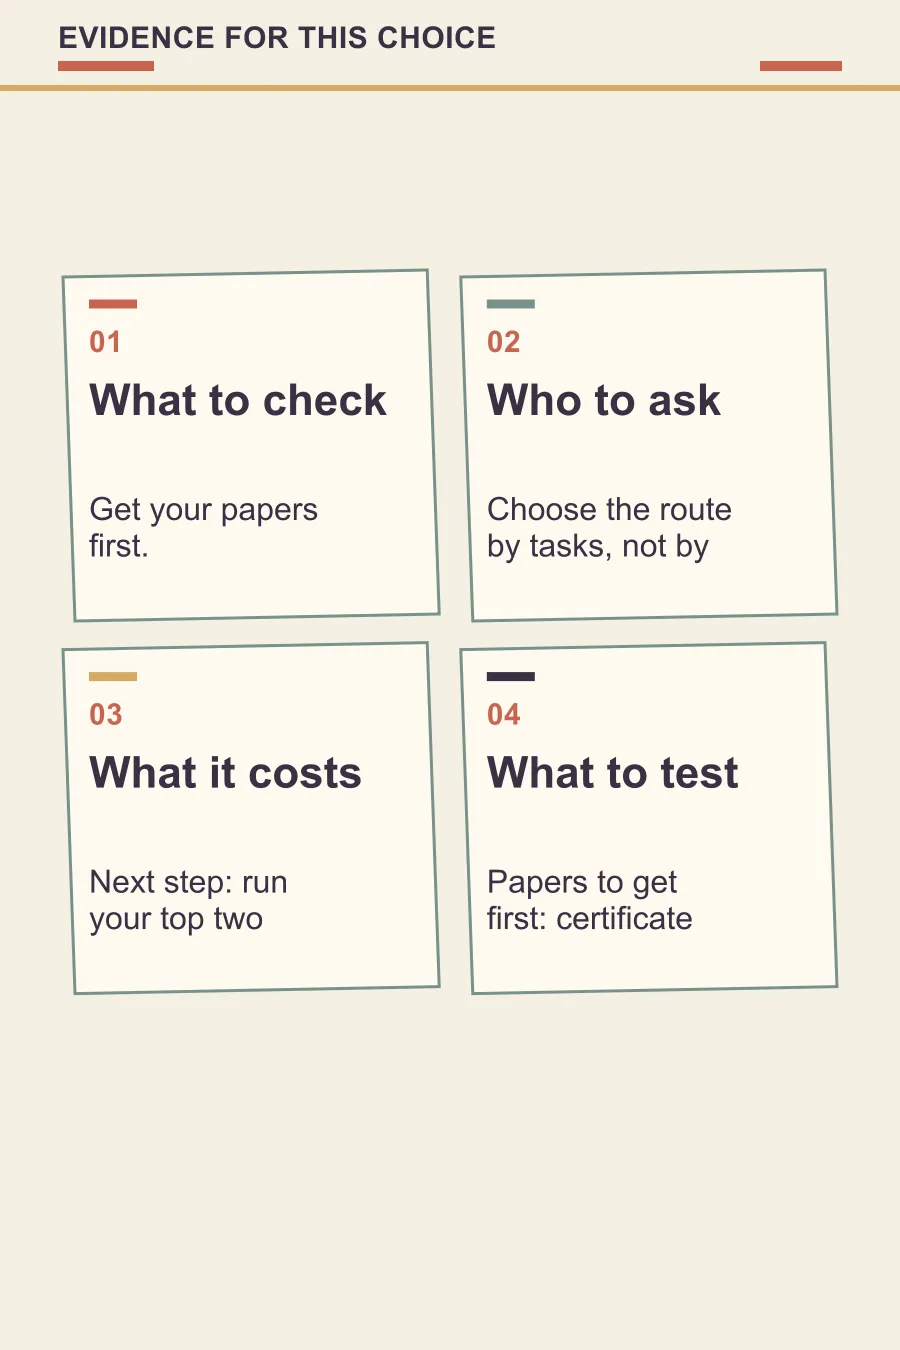 EVIDENCE FOR THIS CHOICE
01
What to check
Get your papers
first.
02
Who to ask
Choose the route
by tasks, not by
03
What it costs
Next step: run
your top two
04
What to test
Papers to get
first: certificate